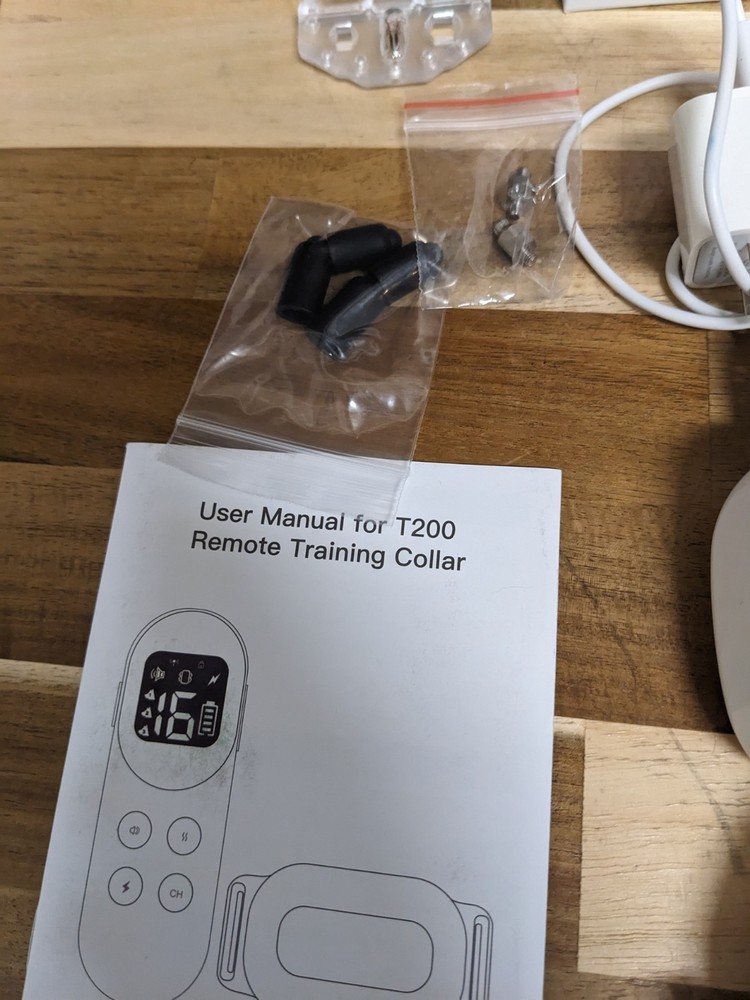 User Manual for T200
Remote Training Collar
16
CH